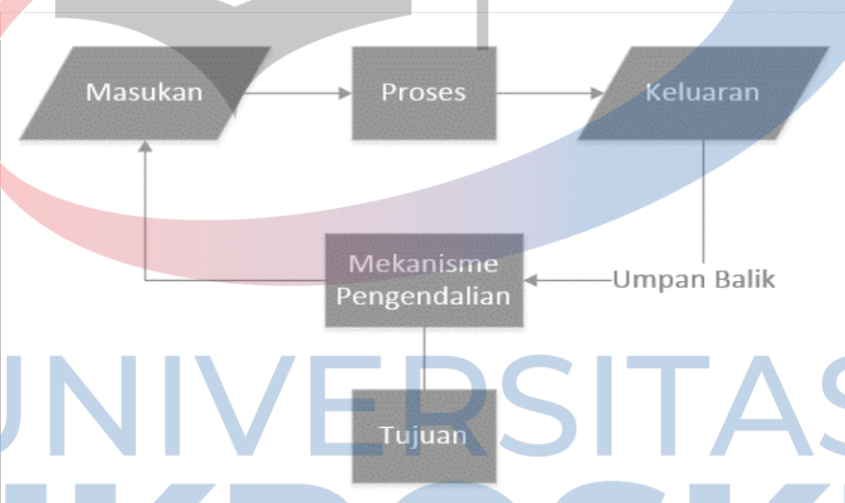 Masukan
Proses
Keluaran
Mekanisme
Pengendalian
Umpan Balik
Tujuan
UNIVERSITAS